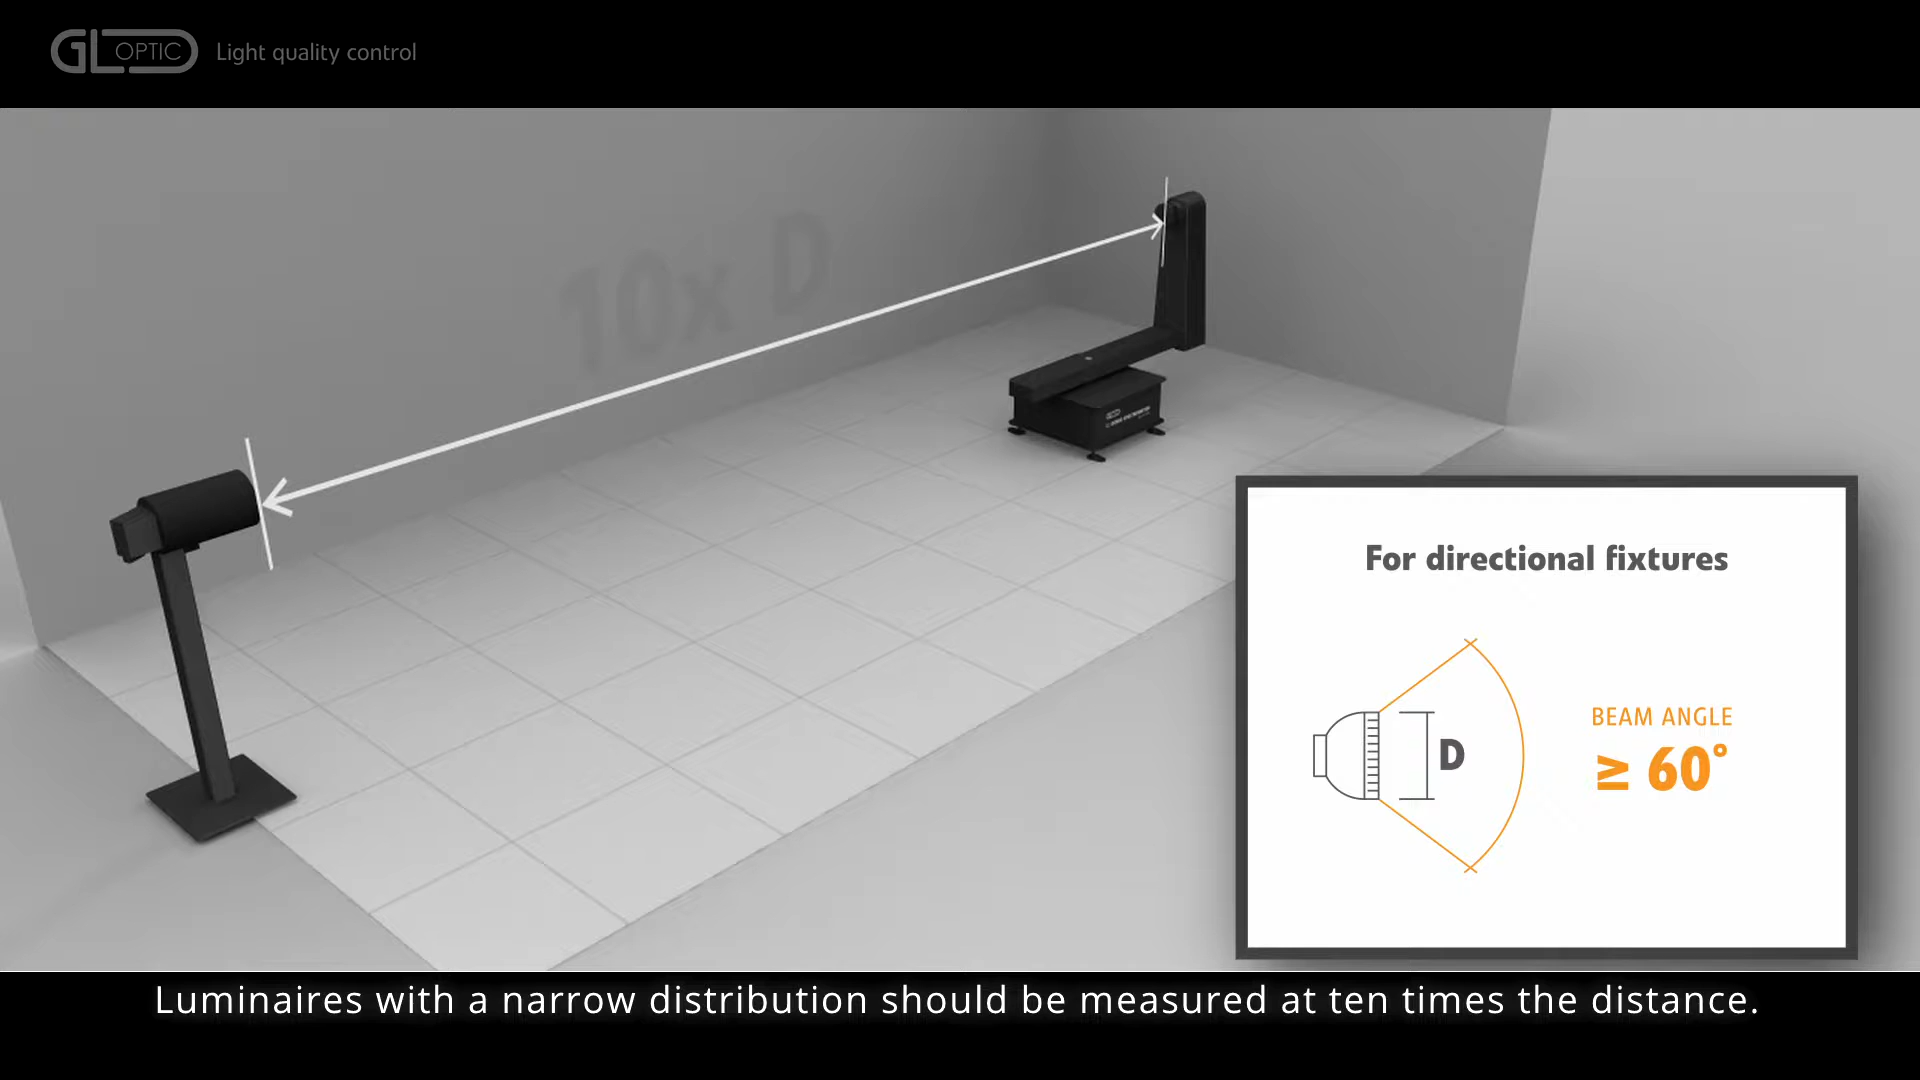 GL OPTIC Light quality control
10x D
For directional fixtures
D
BEAM ANGLE
≥ 60°
Luminaires with a narrow distribution should be measured at ten times the distance.